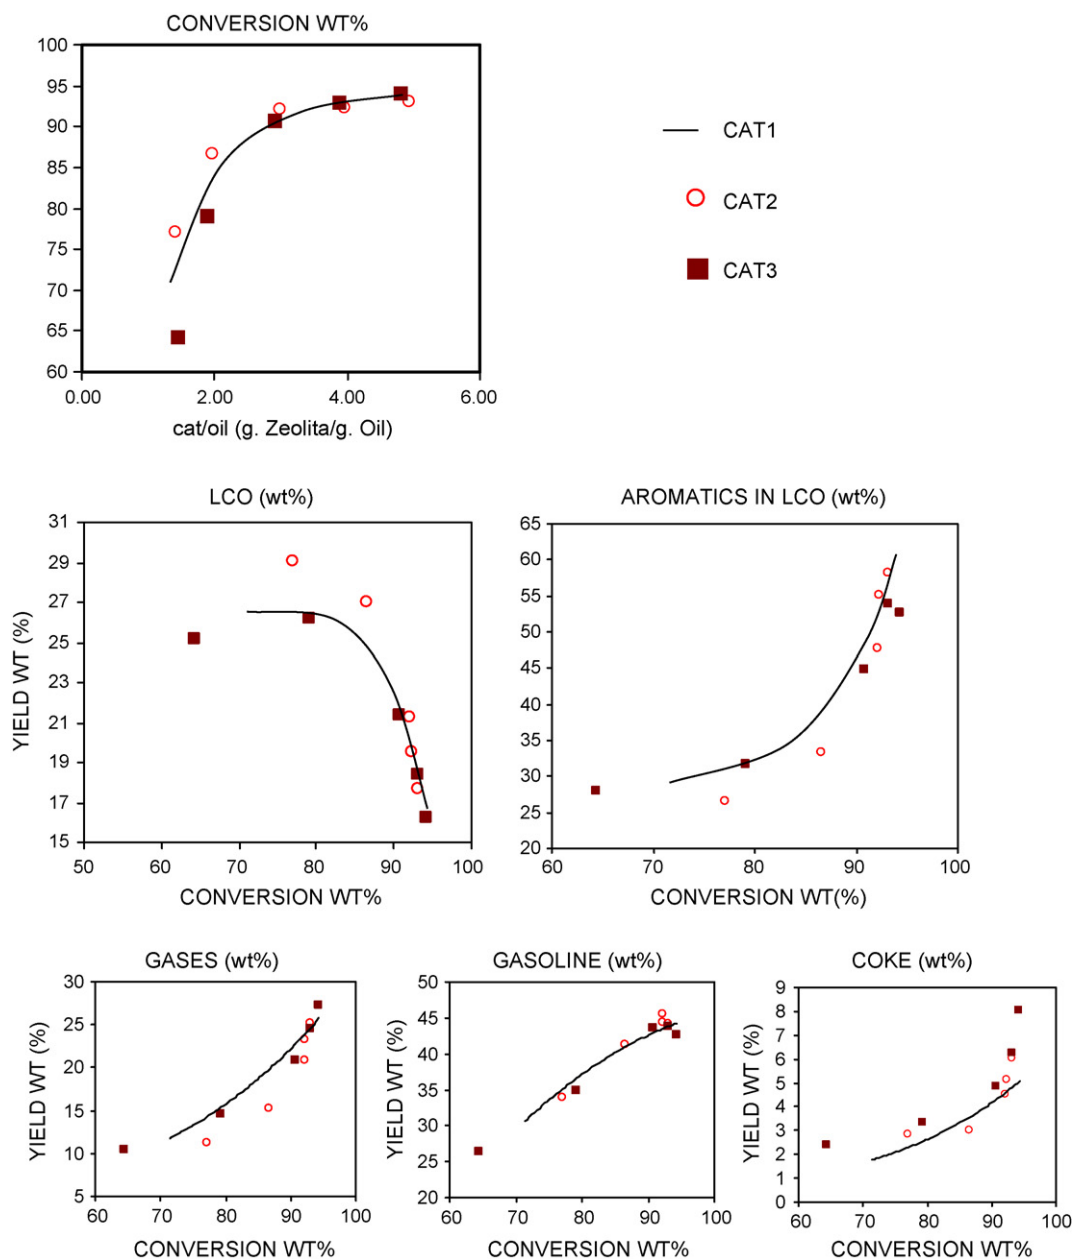 CONVERSION WT%
100
95
90
85
80
75
70
65
60
0.00 2.00 4.00 6.00
cat/oil (g. Zeolita/g. Oil)
CAT1
CAT2
CAT3
LCO (wt%)
YIELD WT (%)
31
29
27
25
23
21
19
17
15
50 60 70 80 90 100
CONVERSION WT%
AROMATICS IN LCO (wt%)
65
60
55
50
45
40
35
30
25
20
60 70 80 90 100
CONVERSION WT(%)
GASES (wt%)
YIELD WT (%)
30
25
20
15
10
5
60 70 80 90 100
CONVERSION WT%
GASOLINE (wt%)
YIELD WT (%)
50
45
40
35
30
25
20
60 70 80 90 100
CONVERSION WT%
COKE (wt%)
YIELD WT (%)
9
8
7
6
5
4
3
2
1
0
60 70 80 90 100
CONVERSION WT%